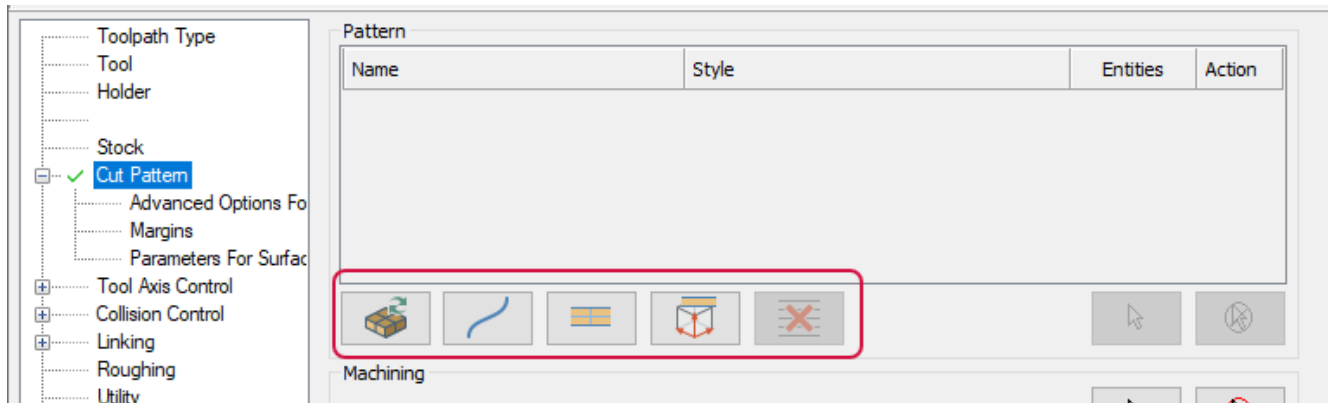 Toolpath Type
Tool
Holder
Stock
Cut Pattern
Advanced Options Fo
Margins
Parameters For Surfac
Tool Axis Control
Collision Control
Linking
Roughing
Utility
Pattern
Name Style Entities Action
Machining